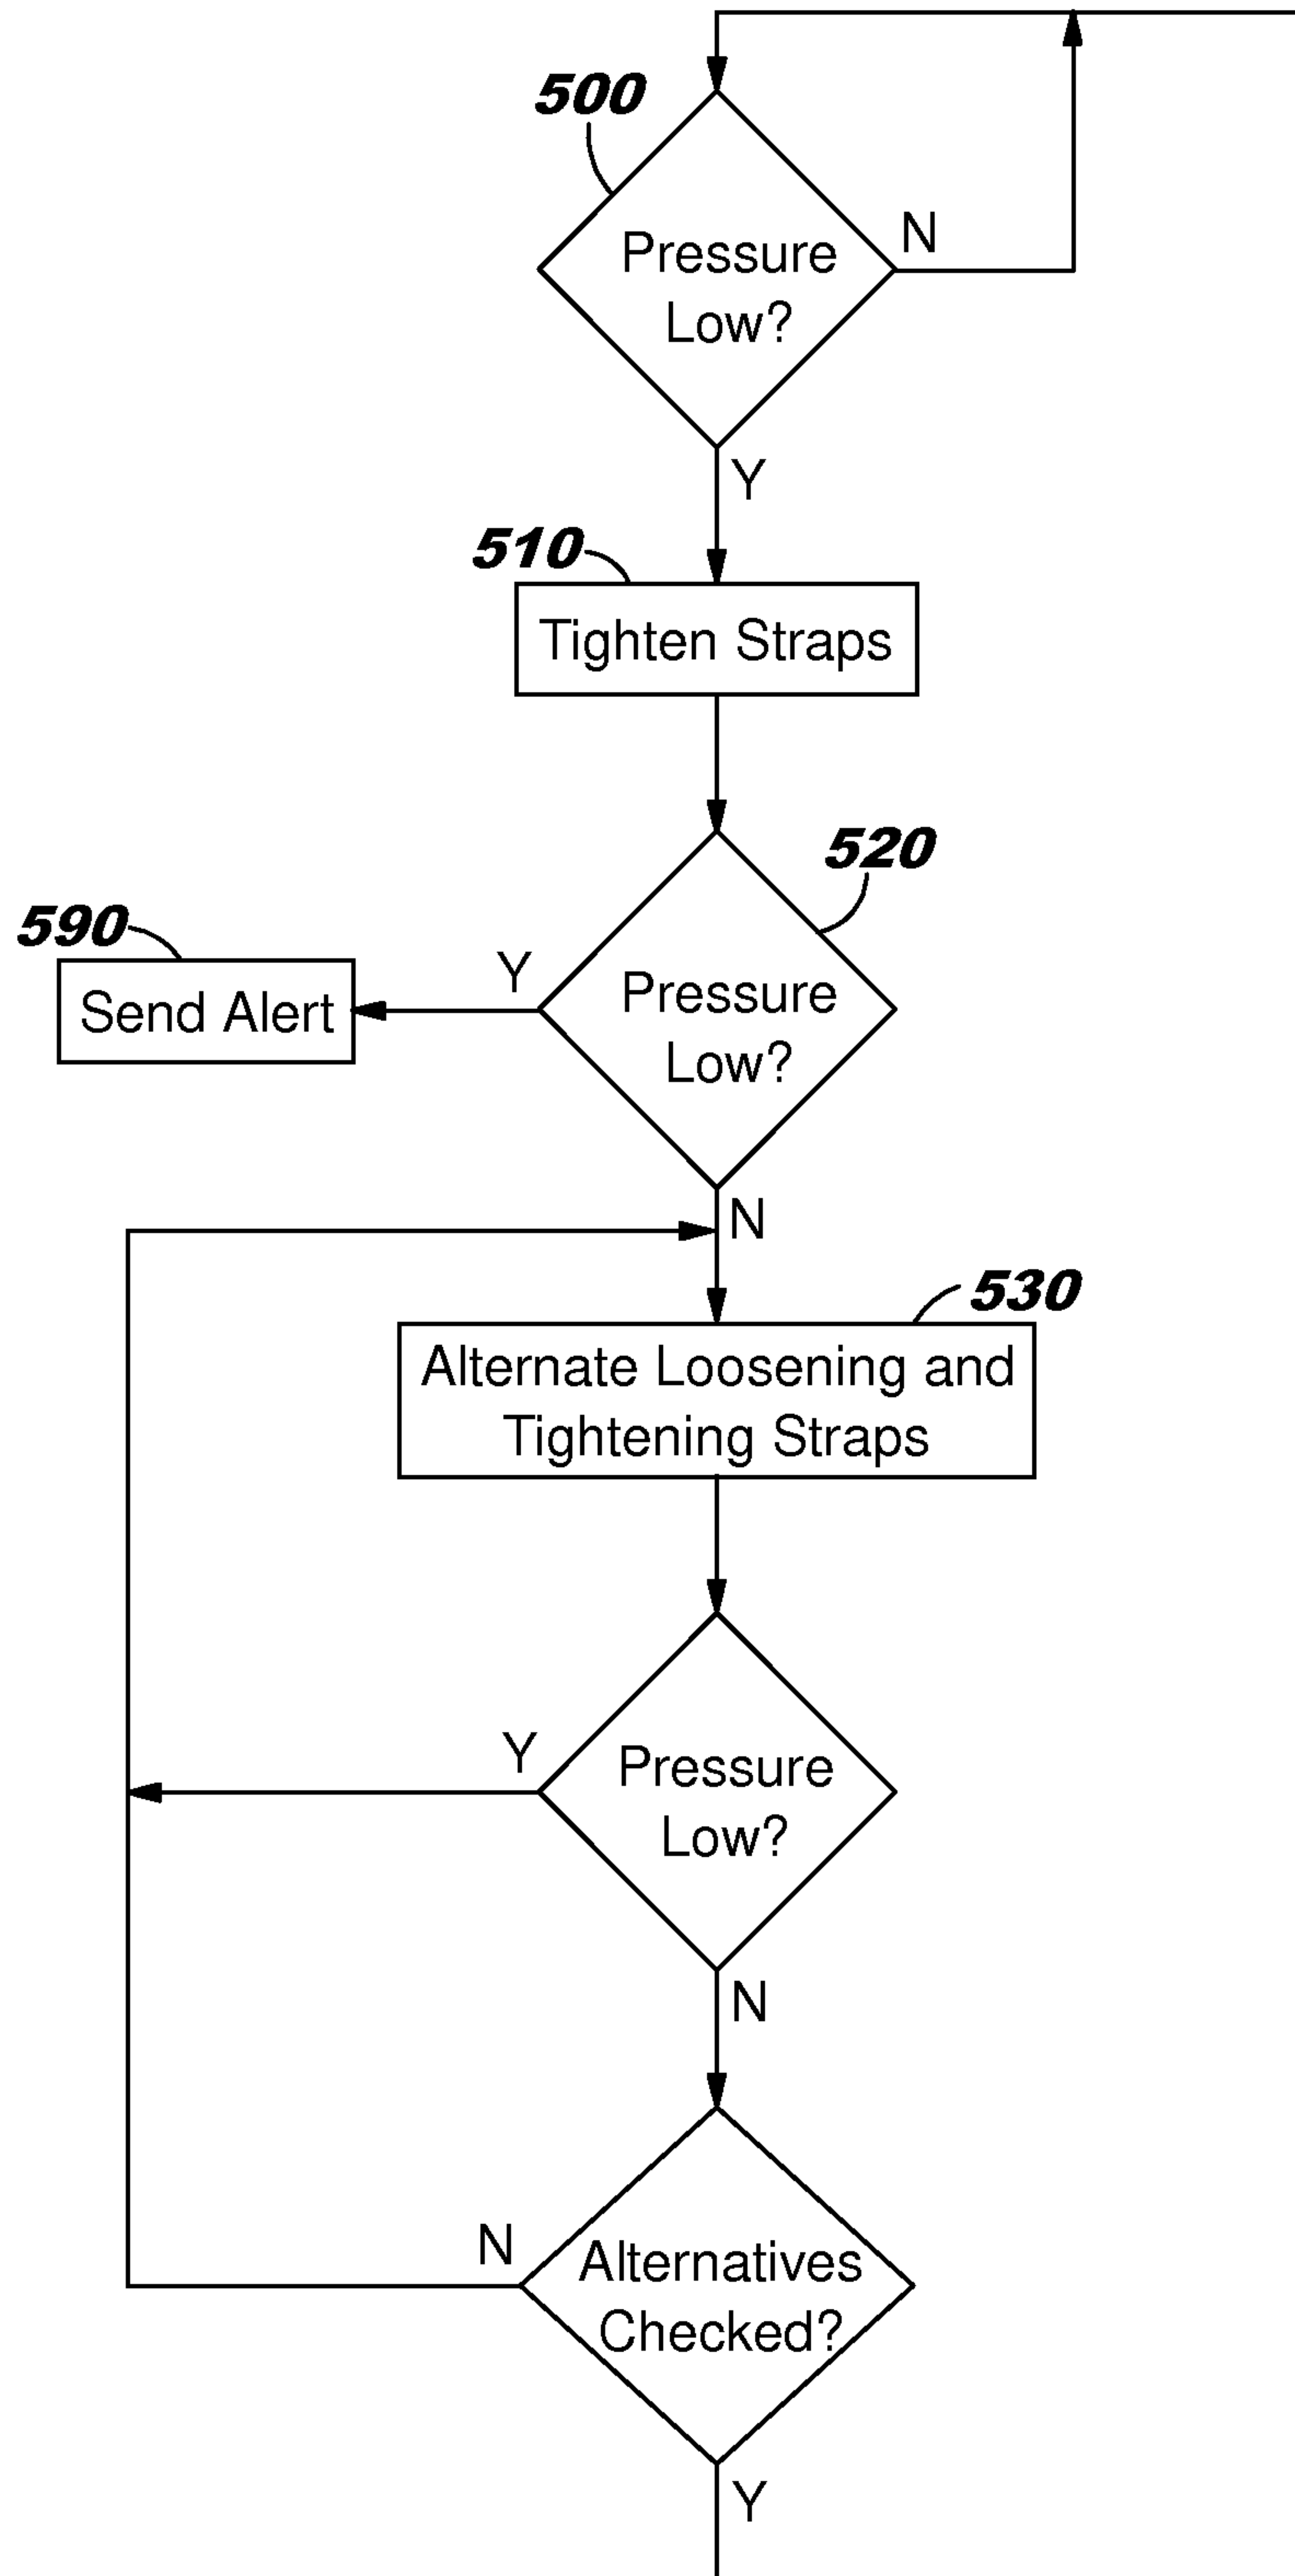 500
Pressure
Low?
N
Y
510
Tighten Straps
520
590
Y
Send Alert
Pressure
Low?
N
530
Alternate Loosening and
Tightening Straps
Y
Pressure
Low?
N
N
Alternatives
Checked?
Y